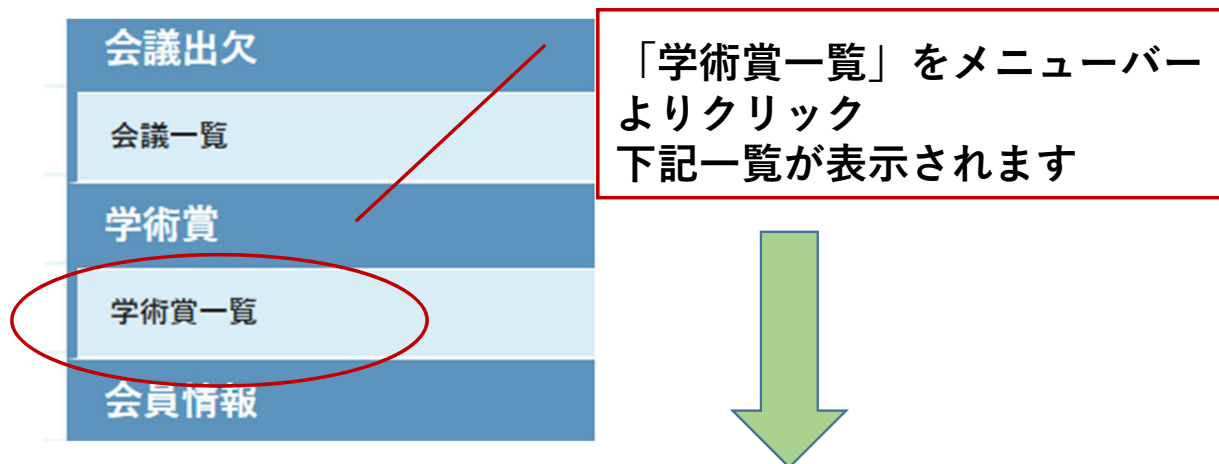 会議出欠
会議一覧
学術賞
学術賞一覧
会員情報
「学術賞一覧」をメニューバー
よりクリック
下記一覧が表示されます